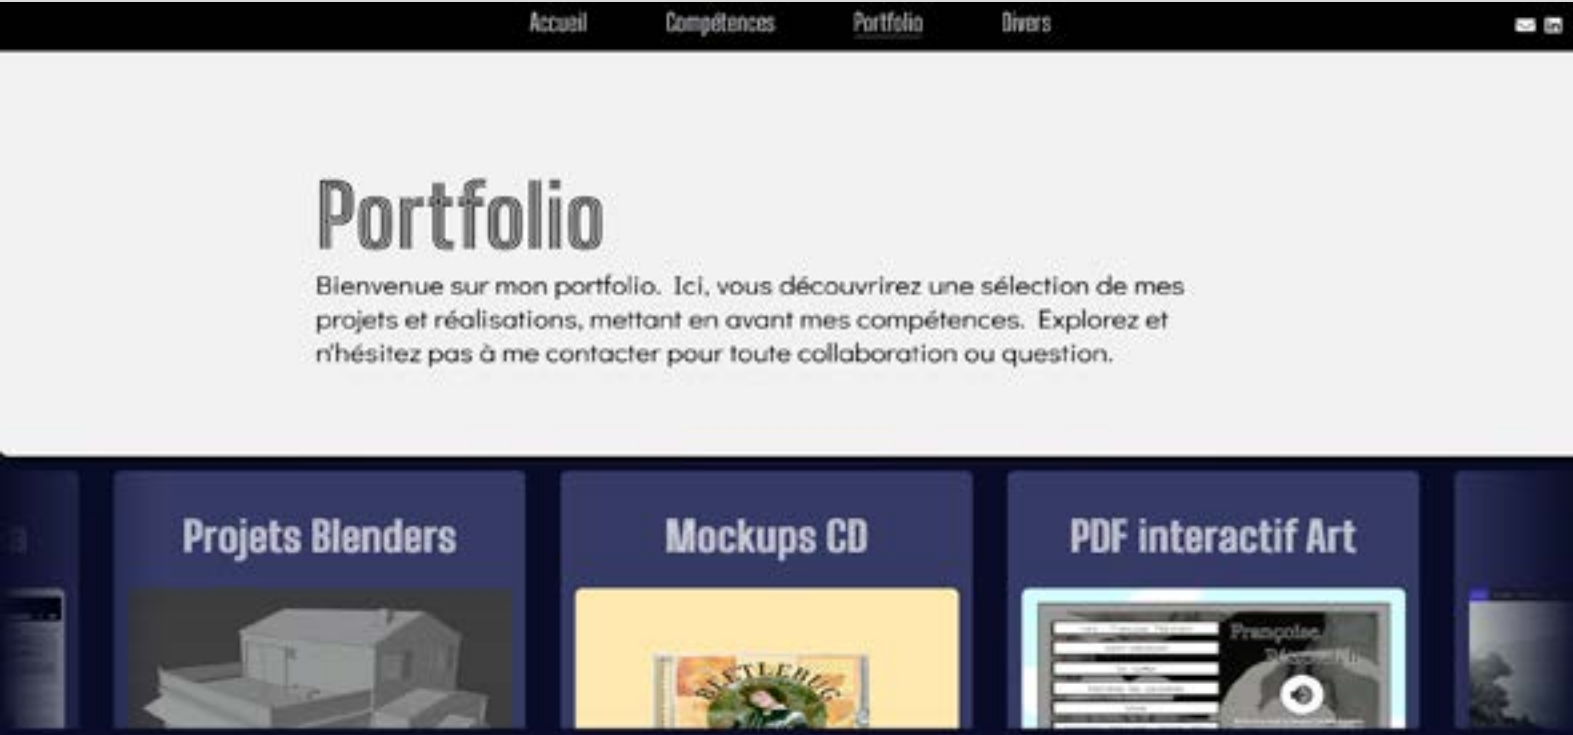 Accueil Compétences Portfolio Divers
Portfolio
Bienvenue sur mon portfolio. Ici, vous découvrirez une sélection de mes
projets et réalisations, mettant en avant mes compétences. Explorez et
n'hésitez pas à me contacter pour toute collaboration ou question.
Projets Blenders
Mockups CD
PDF interactif Art
BEETLEBUG
Françoise